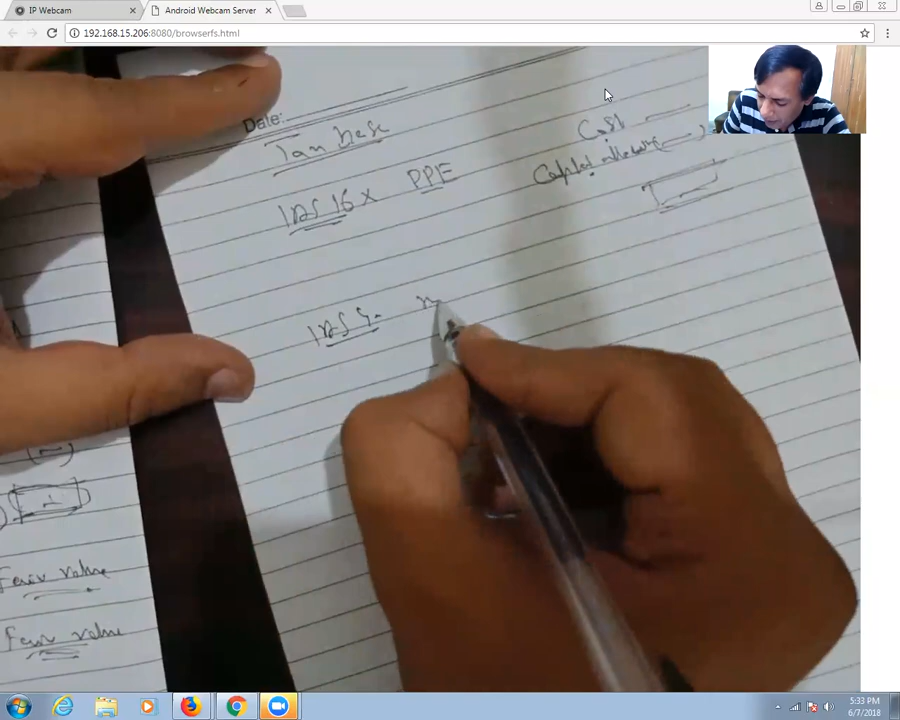 IP Webcam
Android Webcam Server
192.168.15.206:8080/browserfs.html
Date:
Tax base
Cost
IAS 16 x PPE
Capital allowance ( )
IAS
Fair value
Fair value
5:33 PM
6/7/2018